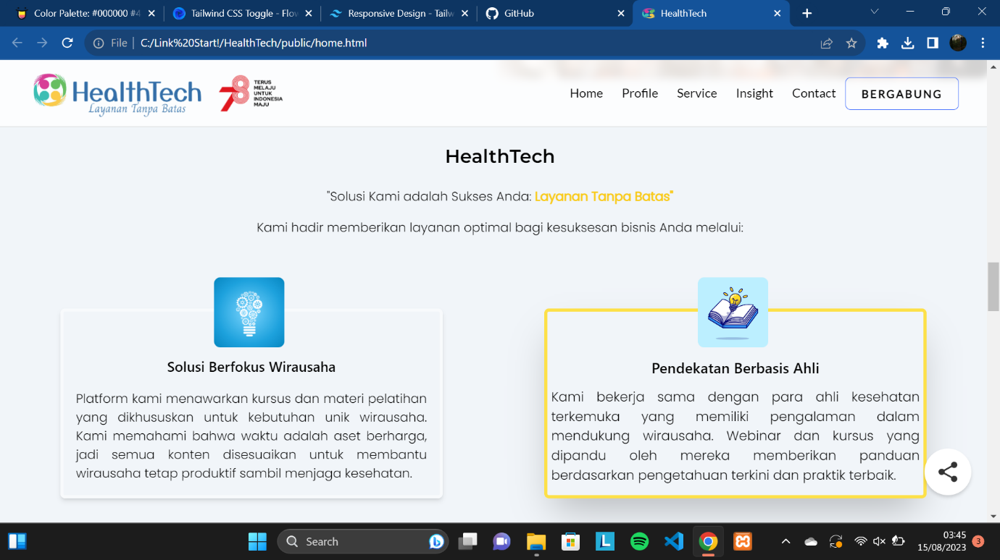 Color Palette: #000000 #4
Tailwind CSS Toggle - Flow
Responsive Design - Tailw
GitHub
HealthTech
File
C:/Link%20Start!/HealthTech/public/home.html
HealthTech
Layanan Tanpa Batas
78
TERUS
MELAJU
UNTUK
INDONESIA
MAJU
Home
Profile
Service
Insight
Contact
BERGABUNG
HealthTech
"Solusi Kami adalah Sukses Anda: Layanan Tanpa Batas"
Kami hadir memberikan layanan optimal bagi kesuksesan bisnis Anda melalui:
Solusi Berfokus Wirausaha
Platform kami menawarkan kursus dan materi pelatihan
yang dikhususkan untuk kebutuhan unik wirausaha.
Kami memahami bahwa waktu adalah aset berharga,
jadi semua konten disesuaikan untuk membantu
wirausaha tetap produktif sambil menjaga kesehatan.
Pendekatan Berbasis Ahli
Kami bekerja sama dengan para ahli kesehatan
terkemuka yang memiliki pengalaman dalam
mendukung wirausaha. Webinar dan kursus yang
dipandu oleh mereka memberikan panduan
berdasarkan pengetahuan terkini dan praktik terbaik.
Search
L
03:45
15/08/2023
3